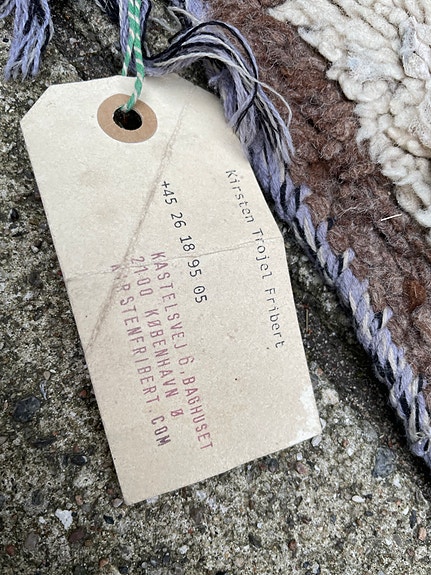 Kirsten Trojel Fribert
+45 26 18 95 05
KASTELSVEJ 6, BAGHUSET
2100 KØBENHAVN Ø
KIRSTENFRIBERT.COM